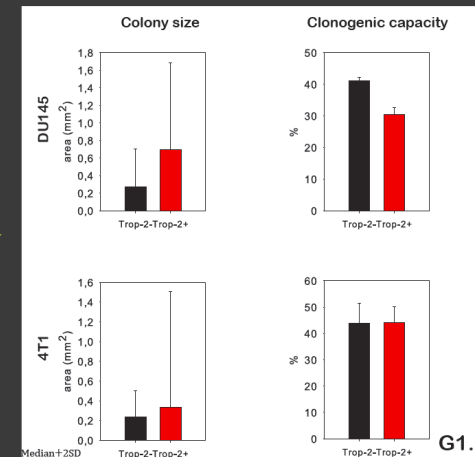 Colony size
Clonogenic capacity
DU145
area (mm²)
1,8
1,6
1,4
1,2
1,0
0,8
0,6
0,4
0,2
0,0
Trop-2-Trop-2+
%
50
40
30
20
10
0
Trop-2-Trop-2+
4T1
area (mm²)
1,6
1,4
1,2
1,0
0,8
0,6
0,4
0,2
0,0
Trop-2-Trop-2+
%
60
50
40
30
20
10
0
Trop-2-Trop-2+
Median+2SD
G1.